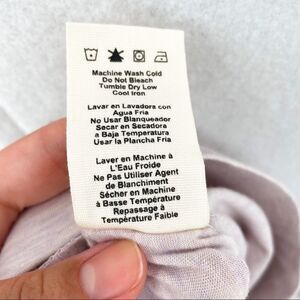 Machine Wash Cold
Do Not Bleach
Tumble Dry Low
Cool Iron
Lavar en Lavadora con
Agua Fria
No Usar Blanqueador
Secar en Secadora
a Baja Temperatura
Usar la Plancha Fria
Laver en Machine à
L'Eau Froide
Ne Pas Utiliser Agent
de Blanchiment
Sécher en Machine
à Basse Température
Repassage à
Température Faible